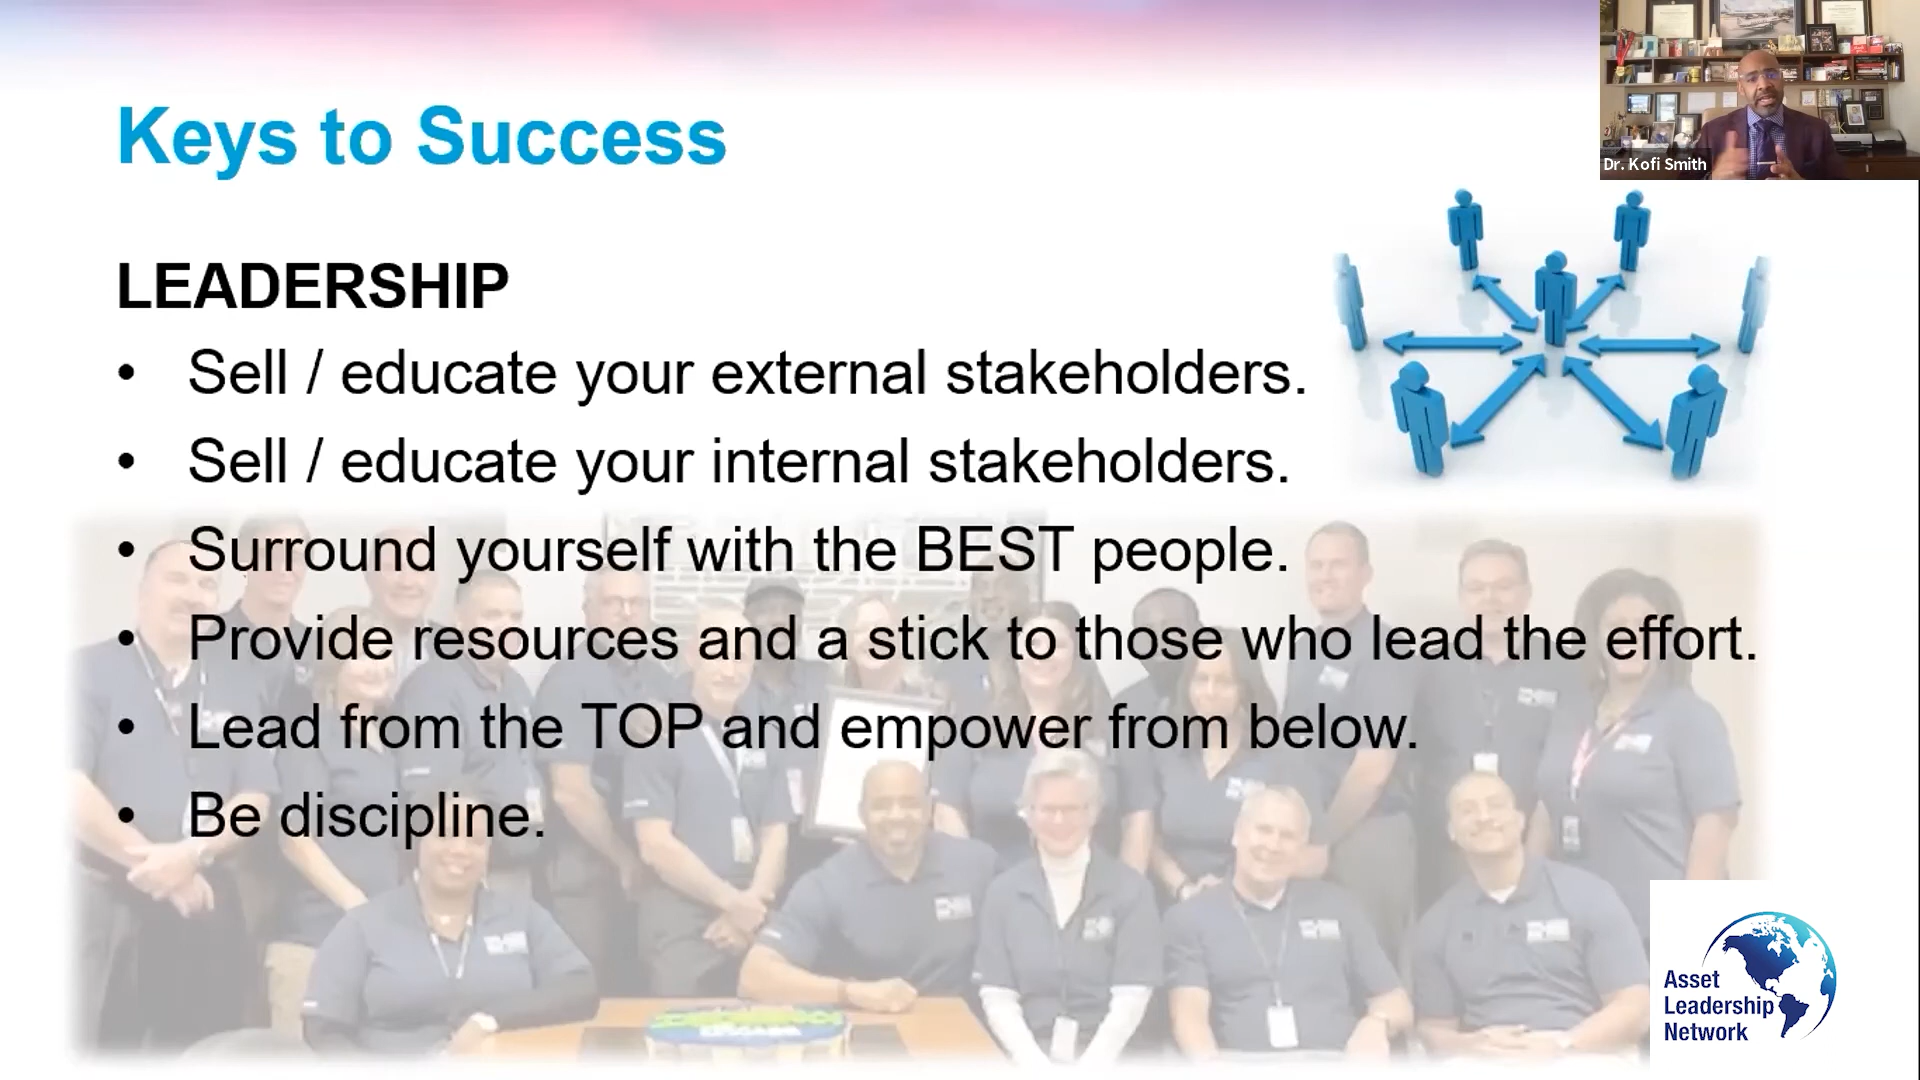 Keys to Success
Dr. Kofi Smith
LEADERSHIP
• Sell / educate your external stakeholders.
• Sell / educate your internal stakeholders.
• Surround yourself with the BEST people.
• Provide resources and a stick to those who lead the effort.
• Lead from the TOP and empower from below.
• Be discipline.
Asset
Leadership
Network